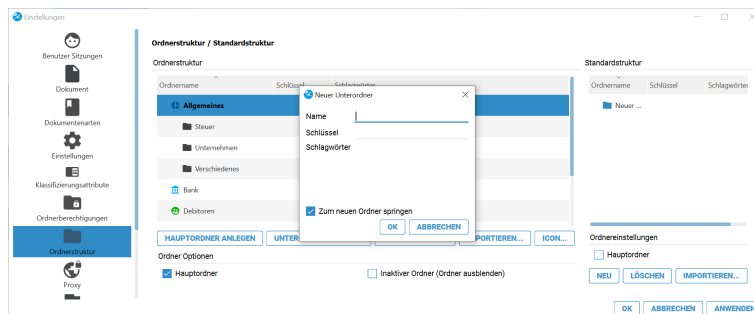 Einstellungen
Benutzer Sitzungen
Dokument
Dokumentenarten
Einstellungen
Klassifizierungsattribute
Ordnerberechtigungen
Ordnerstruktur
Proxy
Ordnerstruktur / Standardstruktur
Ordnerstruktur
Ordnername Schlüssel Schlagwörter
Allgemeines
Steuer
Unternehmen
Verschiedenes
Bank
Debitoren
HAUPTORDNER ANLEGEN
ICON...
Ordner Optionen
Hauptordner
Inaktiver Ordner (Ordner ausblenden)
Neuer Unterordner
Name
Schlüssel
Schlagwörter
Zum neuen Ordner springen
OK ABBRECHEN
Standardstruktur
Ordnername Schlüssel Schlagwörter
Neuer ...
Ordnereinstellungen
Hauptordner
NEU LÖSCHEN IMPORTIEREN...
OK ABBRECHEN ANWENDEN